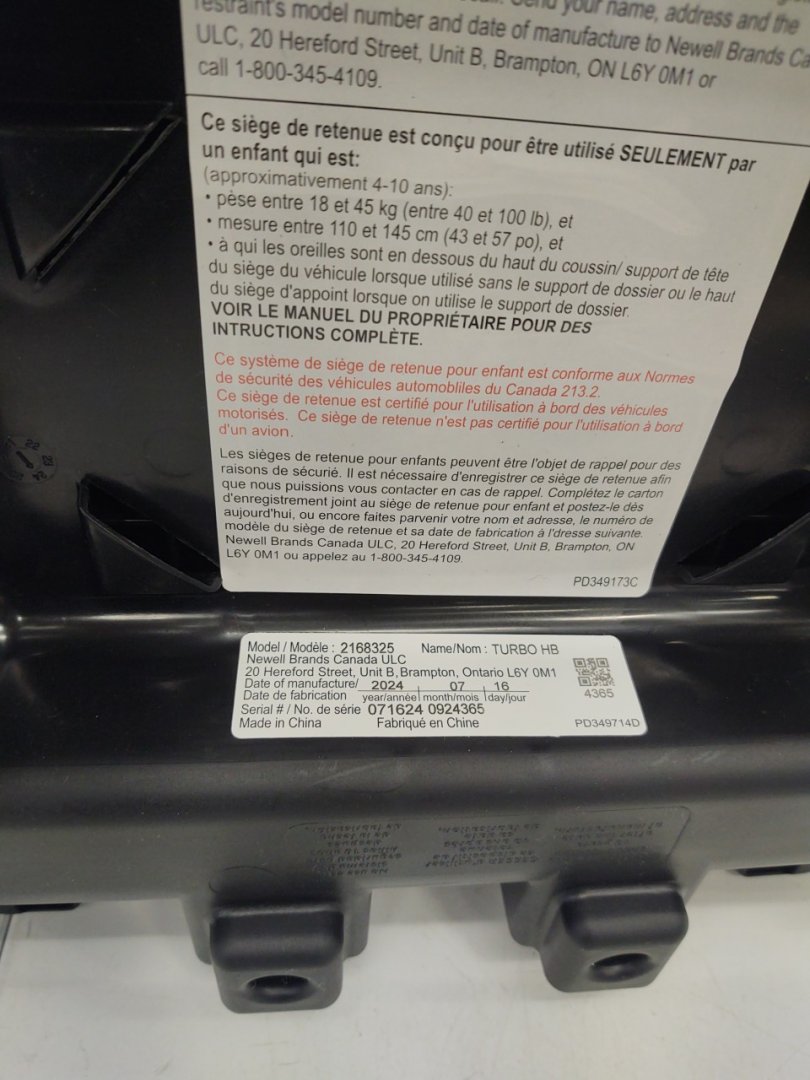 restraint's model number and date of manufacture to Newell Brands Ca
ULC, 20 Hereford Street, Unit B, Brampton, ON L6Y 0M1 or
call 1-800-345-4109.
Ce siège de retenue est conçu pour être utilisé SEULEMENT par
un enfant qui est:
(approximativement 4-10 ans):
• pèse entre 18 et 45 kg (entre 40 et 100 lb), et
• mesure entre 110 et 145 cm (43 et 57 po), et
• à qui les oreilles sont en dessous du haut du coussin/ support de tête
du siège du véhicule lorsque utilisé sans le support de dossier ou le haut
du siège d'appoint lorsque on utilise le support de dossier.
VOIR LE MANUEL DU PROPRIÉTAIRE POUR DES
INTRUCTIONS COMPLÈTE.
Ce système de siège de retenue pour enfant est conforme aux Normes
de sécurité des véhicules automobliles du Canada 213.2.
Ce siège de retenue est certifié pour l'utilisation à bord des véhicules
motorisés. Ce siège de retenue n'est pas certifié pour l'utilisation à bord
d'un avion.
Les sièges de retenue pour enfants peuvent être l'objet de rappel pour des
raisons de sécurié. Il est nécessaire d'enregistrer ce siège de retenue afin
que nous puissions vous contacter en cas de rappel. Complétez le carton
d'enregistrement joint au siège de retenue pour enfant et postez-le dès
aujourd'hui, ou encore faites parvenir votre nom et adresse, le numéro de
modèle du siège de retenue et sa date de fabrication à l'dresse suivante.
Newell Brands Canada ULC, 20 Hereford Street, Unit B, Brampton, ON
L6Y 0M1 ou appelez au 1-800-345-4109.
PD349173C
Model / Modèle : 2168325 Name/Nom : TURBO HB
Newell Brands Canada ULC
20 Hereford Street, Unit B, Brampton, Ontario L6Y 0M1
Date of manufacture/ 2024 07 16
Date de fabrication year/année month/mois day/jour
4365
Serial # / No. de série 071624 0924365
Made in China Fabriqué en Chine
PD349714D